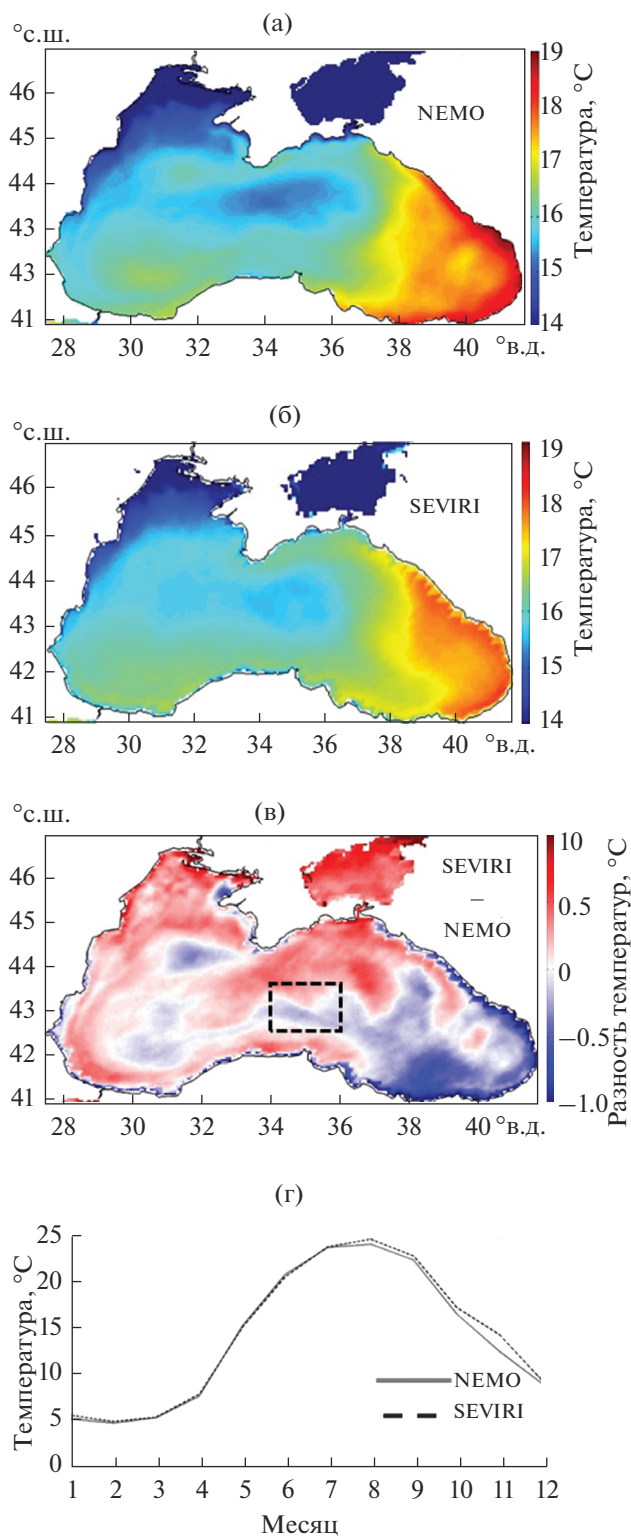 (а)
°с.ш.
46
45
44
43
43
41
28 30 32 34 36 38 40 °в.д.
NEMO
19
18
17
16
15
14
Температура, °C
(б)
°с.ш.
46
45
44
43
42
41
28 30 32 34 36 38 40 °в.д.
SEVIRI
19
18
17
16
15
14
Температура, °C
(в)
°с.ш.
46
45
44
43
42
41
28 30 32 34 36 38 40 °в.д.
SEVIRI
–
NEMO
10
0.5
0
−0.5
−1.0
Разность температур, °C
(г)
Температура, °C
25
20
15
10
5
0
1 2 3 4 5 6 7 8 9 10 11 12
Месяц
NEMO
SEVIRI